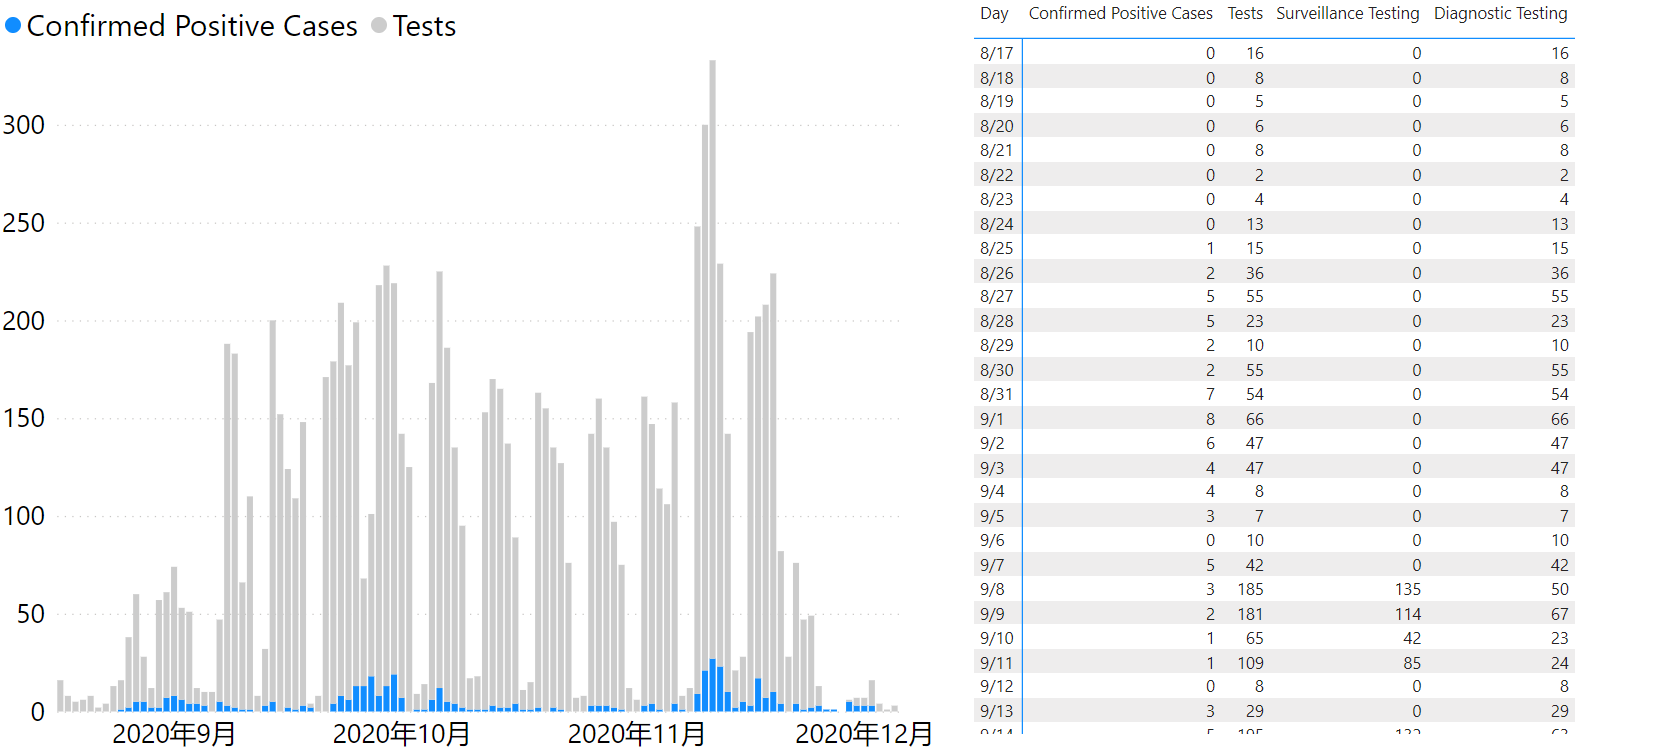 Confirmed Positive Cases Tests
300
250
200
150
100
50
0
2020年9月 2020年10月 2020年11月 2020年12月
Day Confirmed Positive Cases Tests Surveillance Testing Diagnostic Testing
8/17 0 16 0 16
8/18 0 8 0 8
8/19 0 5 0 5
8/20 0 6 0 6
8/21 0 8 0 8
8/22 0 2 0 2
8/23 0 4 0 4
8/24 0 13 0 13
8/25 1 15 0 15
8/26 2 36 0 36
8/27 5 55 0 55
8/28 5 23 0 23
8/29 2 10 0 10
8/30 2 55 0 55
8/31 7 54 0 54
9/1 8 66 0 66
9/2 6 47 0 47
9/3 4 47 0 47
9/4 4 8 0 8
9/5 3 7 0 7
9/6 0 10 0 10
9/7 5 42 0 42
9/8 3 185 135 50
9/9 2 181 114 67
9/10 1 65 42 23
9/11 1 109 85 24
9/12 0 8 0 8
9/13 3 29 0 29